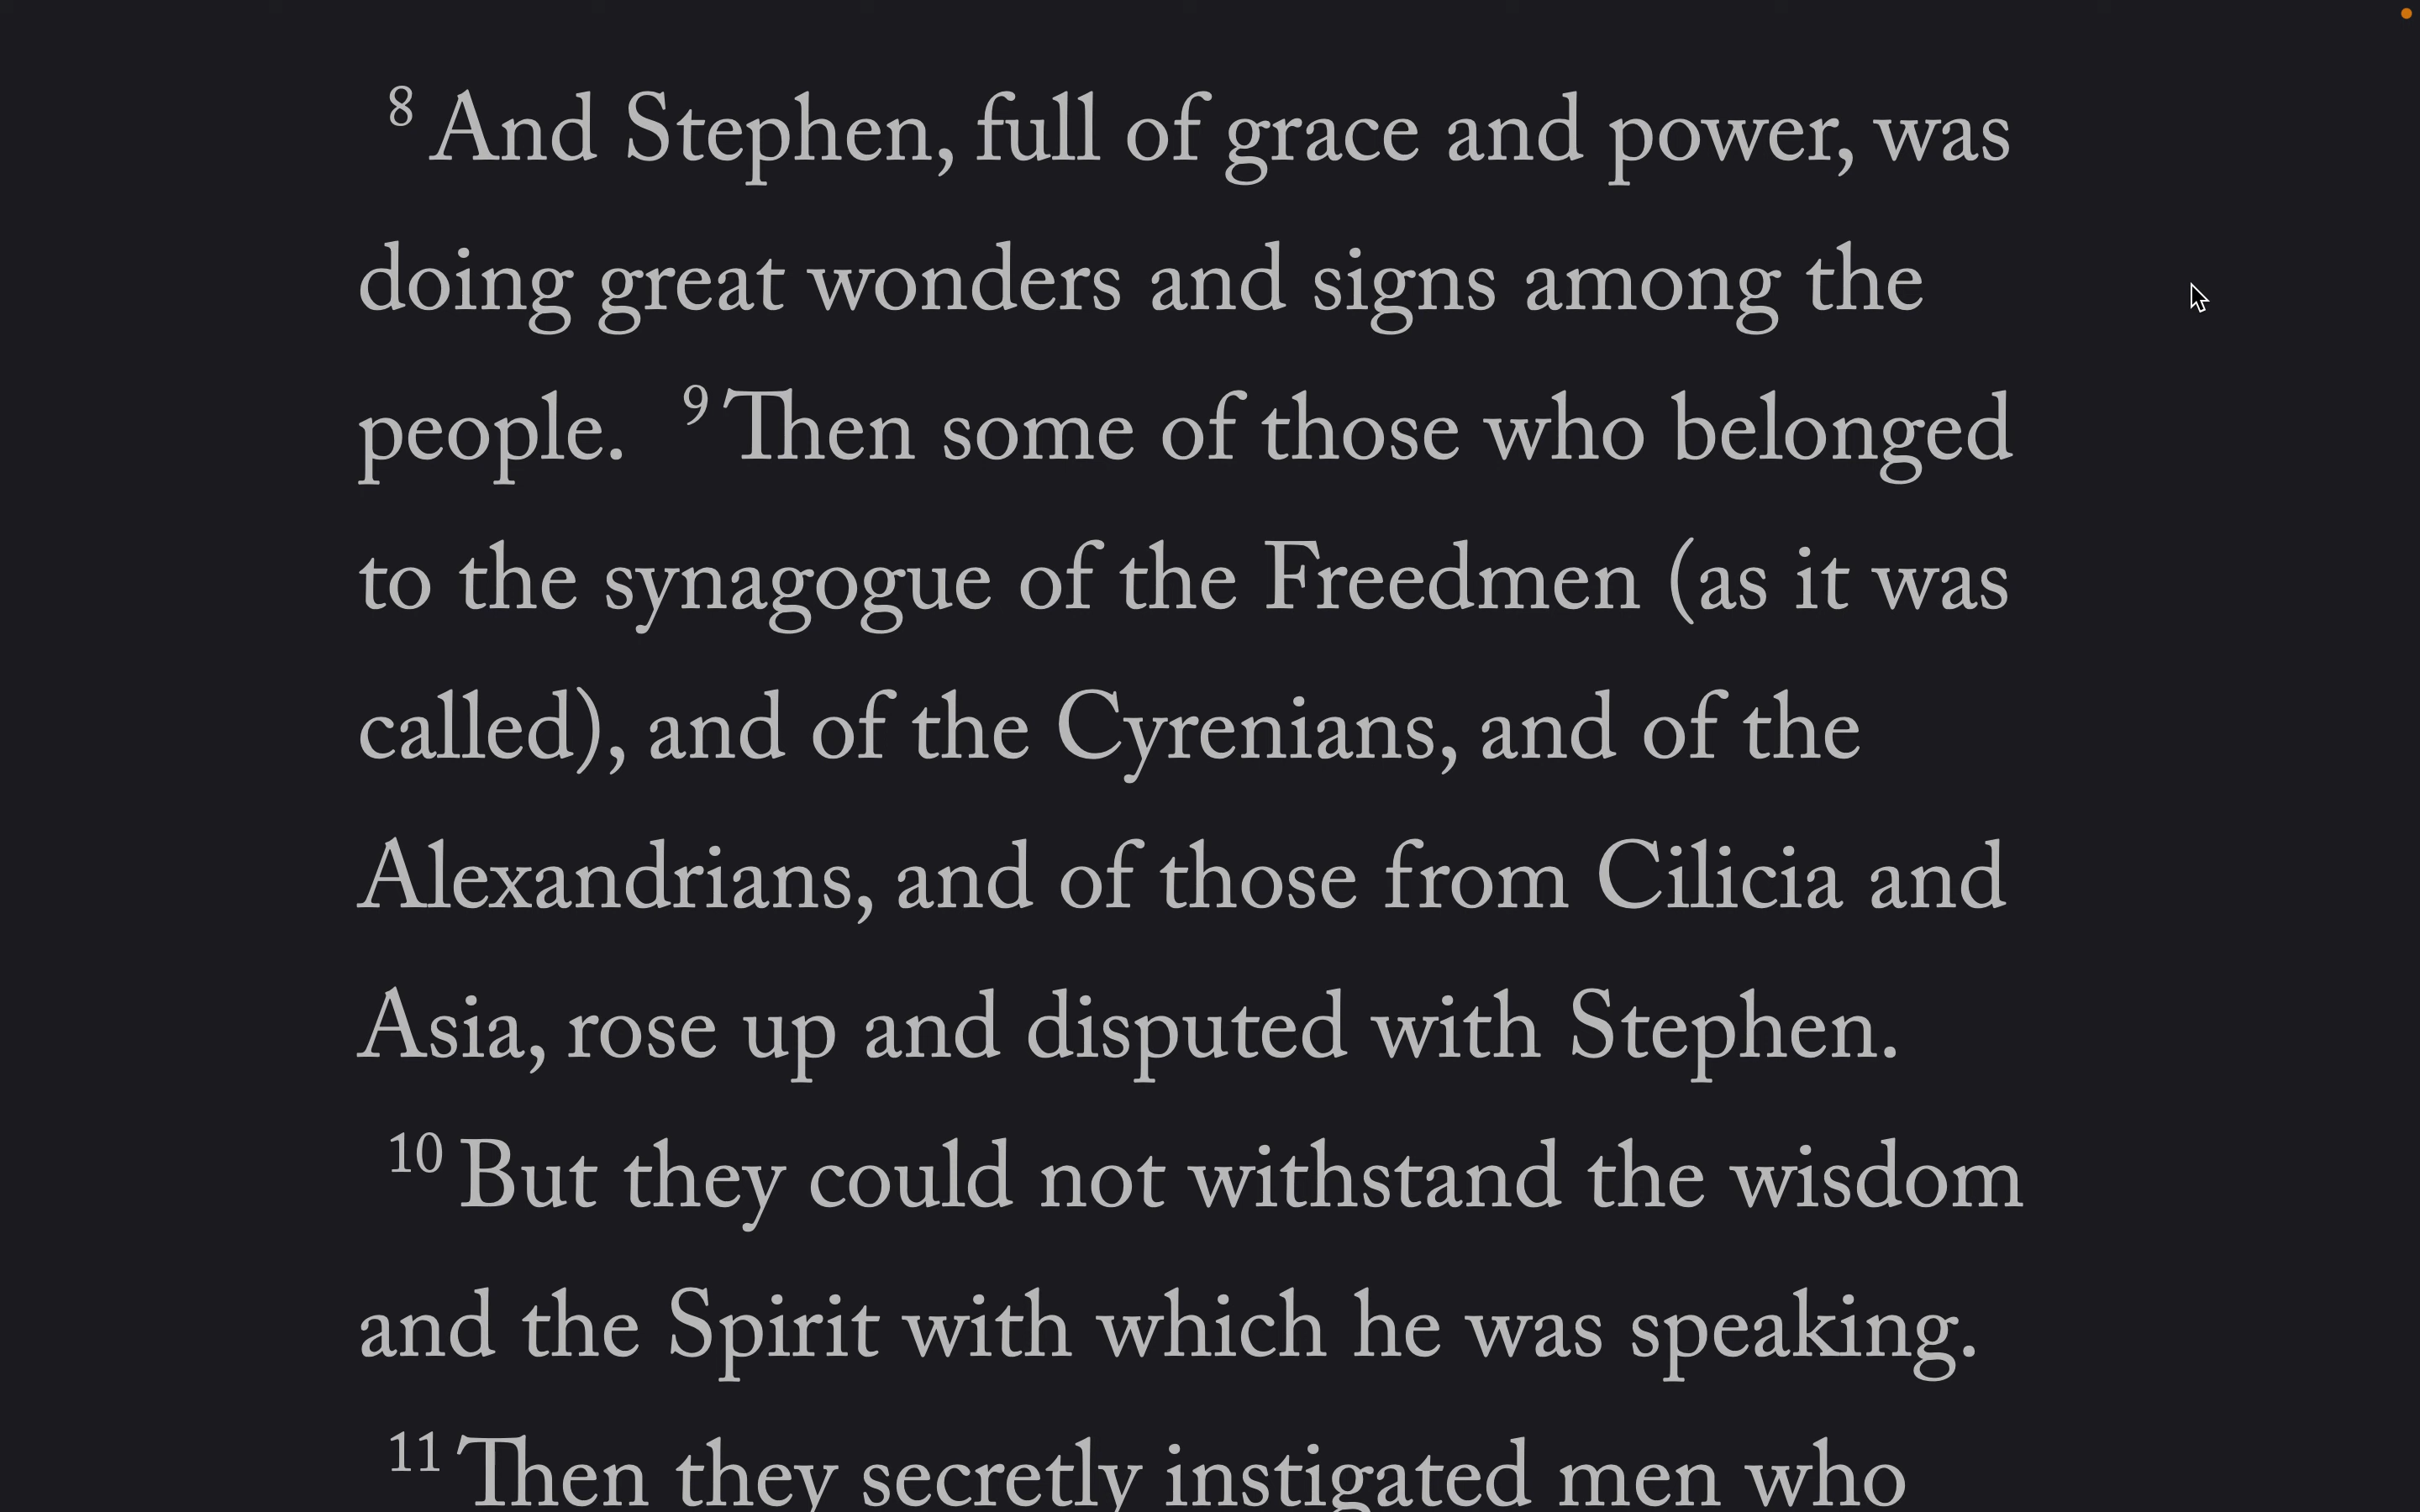 8 And Stephen, full of grace and power, was
doing great wonders and signs among the
people. 9 Then some of those who belonged
to the synagogue of the Freedmen (as it was
called), and of the Cyrenians, and of the
Alexandrians, and of those from Cilicia and
Asia, rose up and disputed with Stephen.
10 But they could not withstand the wisdom
and the Spirit with which he was speaking.
11 Then they secretly instigated men who